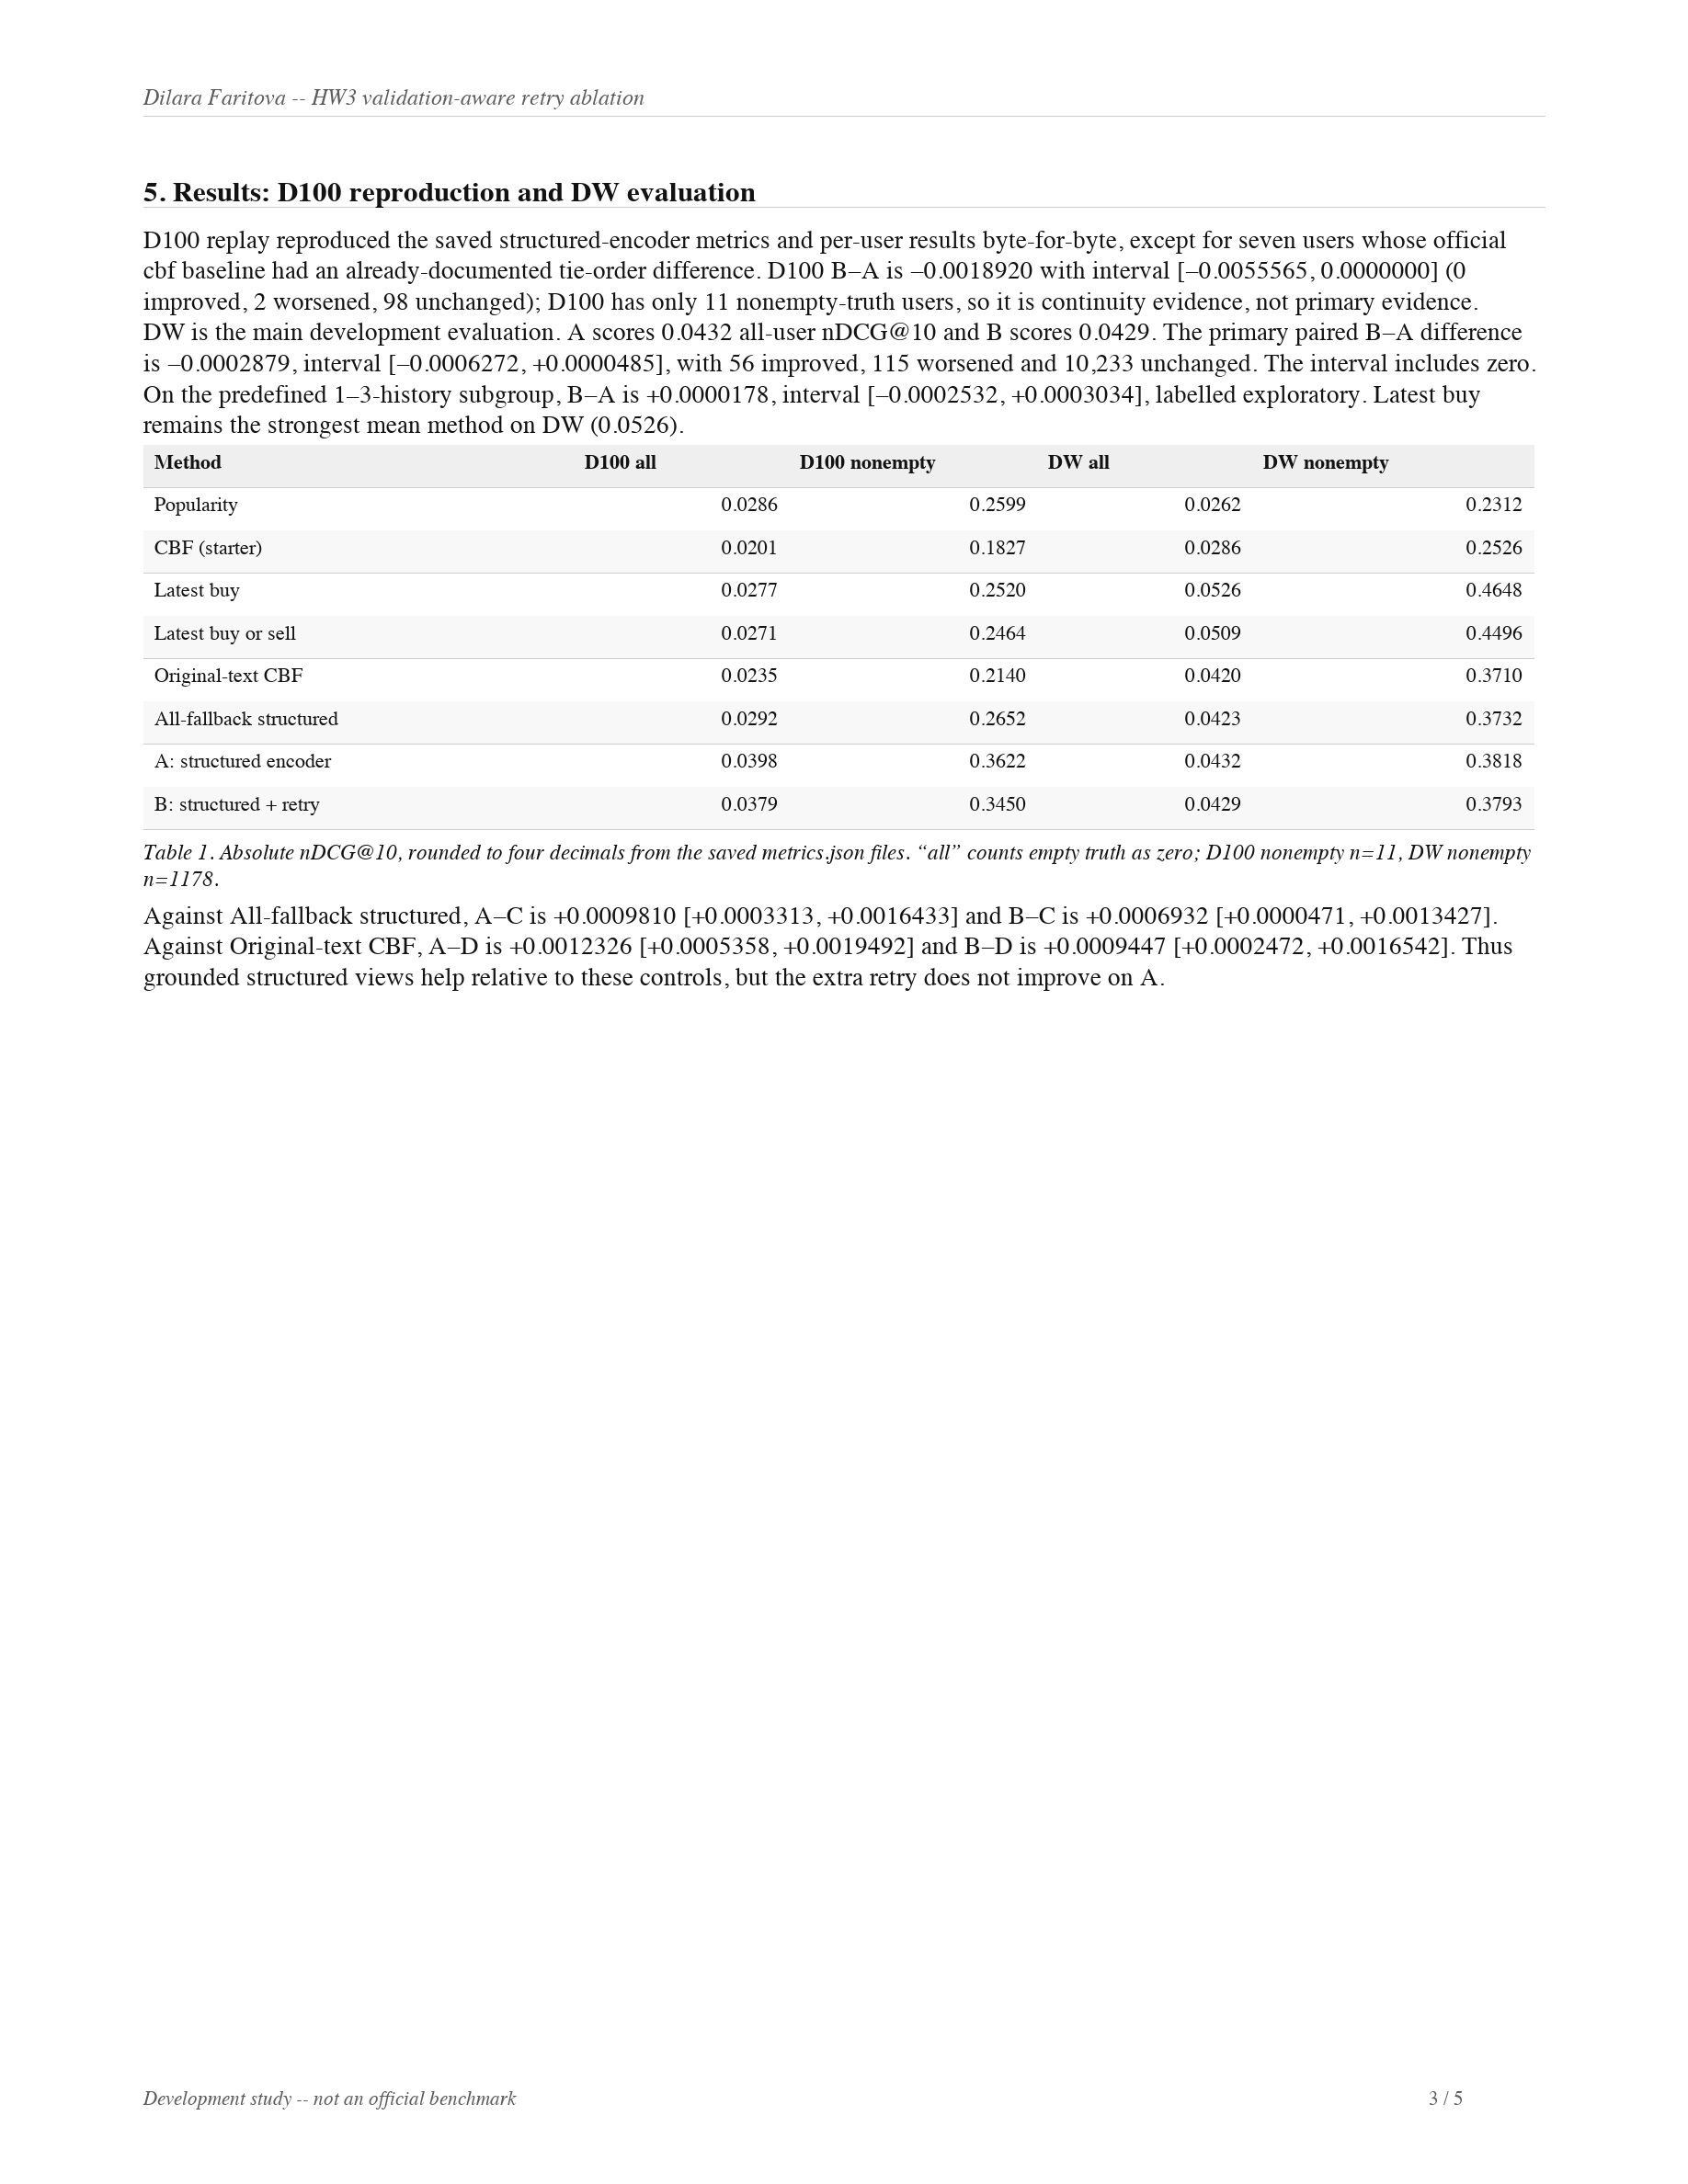 Dilara Faritova -- HW3 validation-aware retry ablation
5. Results: D100 reproduction and DW evaluation
D100 replay reproduced the saved structured-encoder metrics and per-user results byte-for-byte, except for seven users whose official
cbf baseline had an already-documented tie-order difference. D100 B–A is –0.0018920 with interval [–0.0055565, 0.0000000] (0
improved, 2 worsened, 98 unchanged); D100 has only 11 nonempty-truth users, so it is continuity evidence, not primary evidence.
DW is the main development evaluation. A scores 0.0432 all-user nDCG@10 and B scores 0.0429. The primary paired B–A difference
is –0.0002879, interval [–0.0006272, +0.0000485], with 56 improved, 115 worsened and 10,233 unchanged. The interval includes zero.
On the predefined 1–3-history subgroup, B–A is +0.0000178, interval [–0.0002532, +0.0003034], labelled exploratory. Latest buy
remains the strongest mean method on DW (0.0526).
Method D100 all D100 nonempty DW all DW nonempty
Popularity 0.0286 0.2599 0.0262 0.2312
CBF (starter) 0.0201 0.1827 0.0286 0.2526
Latest buy 0.0277 0.2520 0.0526 0.4648
Latest buy or sell 0.0271 0.2464 0.0509 0.4496
Original-text CBF 0.0235 0.2140 0.0420 0.3710
All-fallback structured 0.0292 0.2652 0.0423 0.3732
A: structured encoder 0.0398 0.3622 0.0432 0.3818
B: structured + retry 0.0379 0.3450 0.0429 0.3793
Table 1. Absolute nDCG@10, rounded to four decimals from the saved metrics.json files. “all” counts empty truth as zero; D100 nonempty n=11, DW nonempty
n=1178.
Against All-fallback structured, A–C is +0.0009810 [+0.0003313, +0.0016433] and B–C is +0.0006932 [+0.0000471, +0.0013427].
Against Original-text CBF, A–D is +0.0012326 [+0.0005358, +0.0019492] and B–D is +0.0009447 [+0.0002472, +0.0016542]. Thus
grounded structured views help relative to these controls, but the extra retry does not improve on A.
Development study -- not an official benchmark
3 / 5